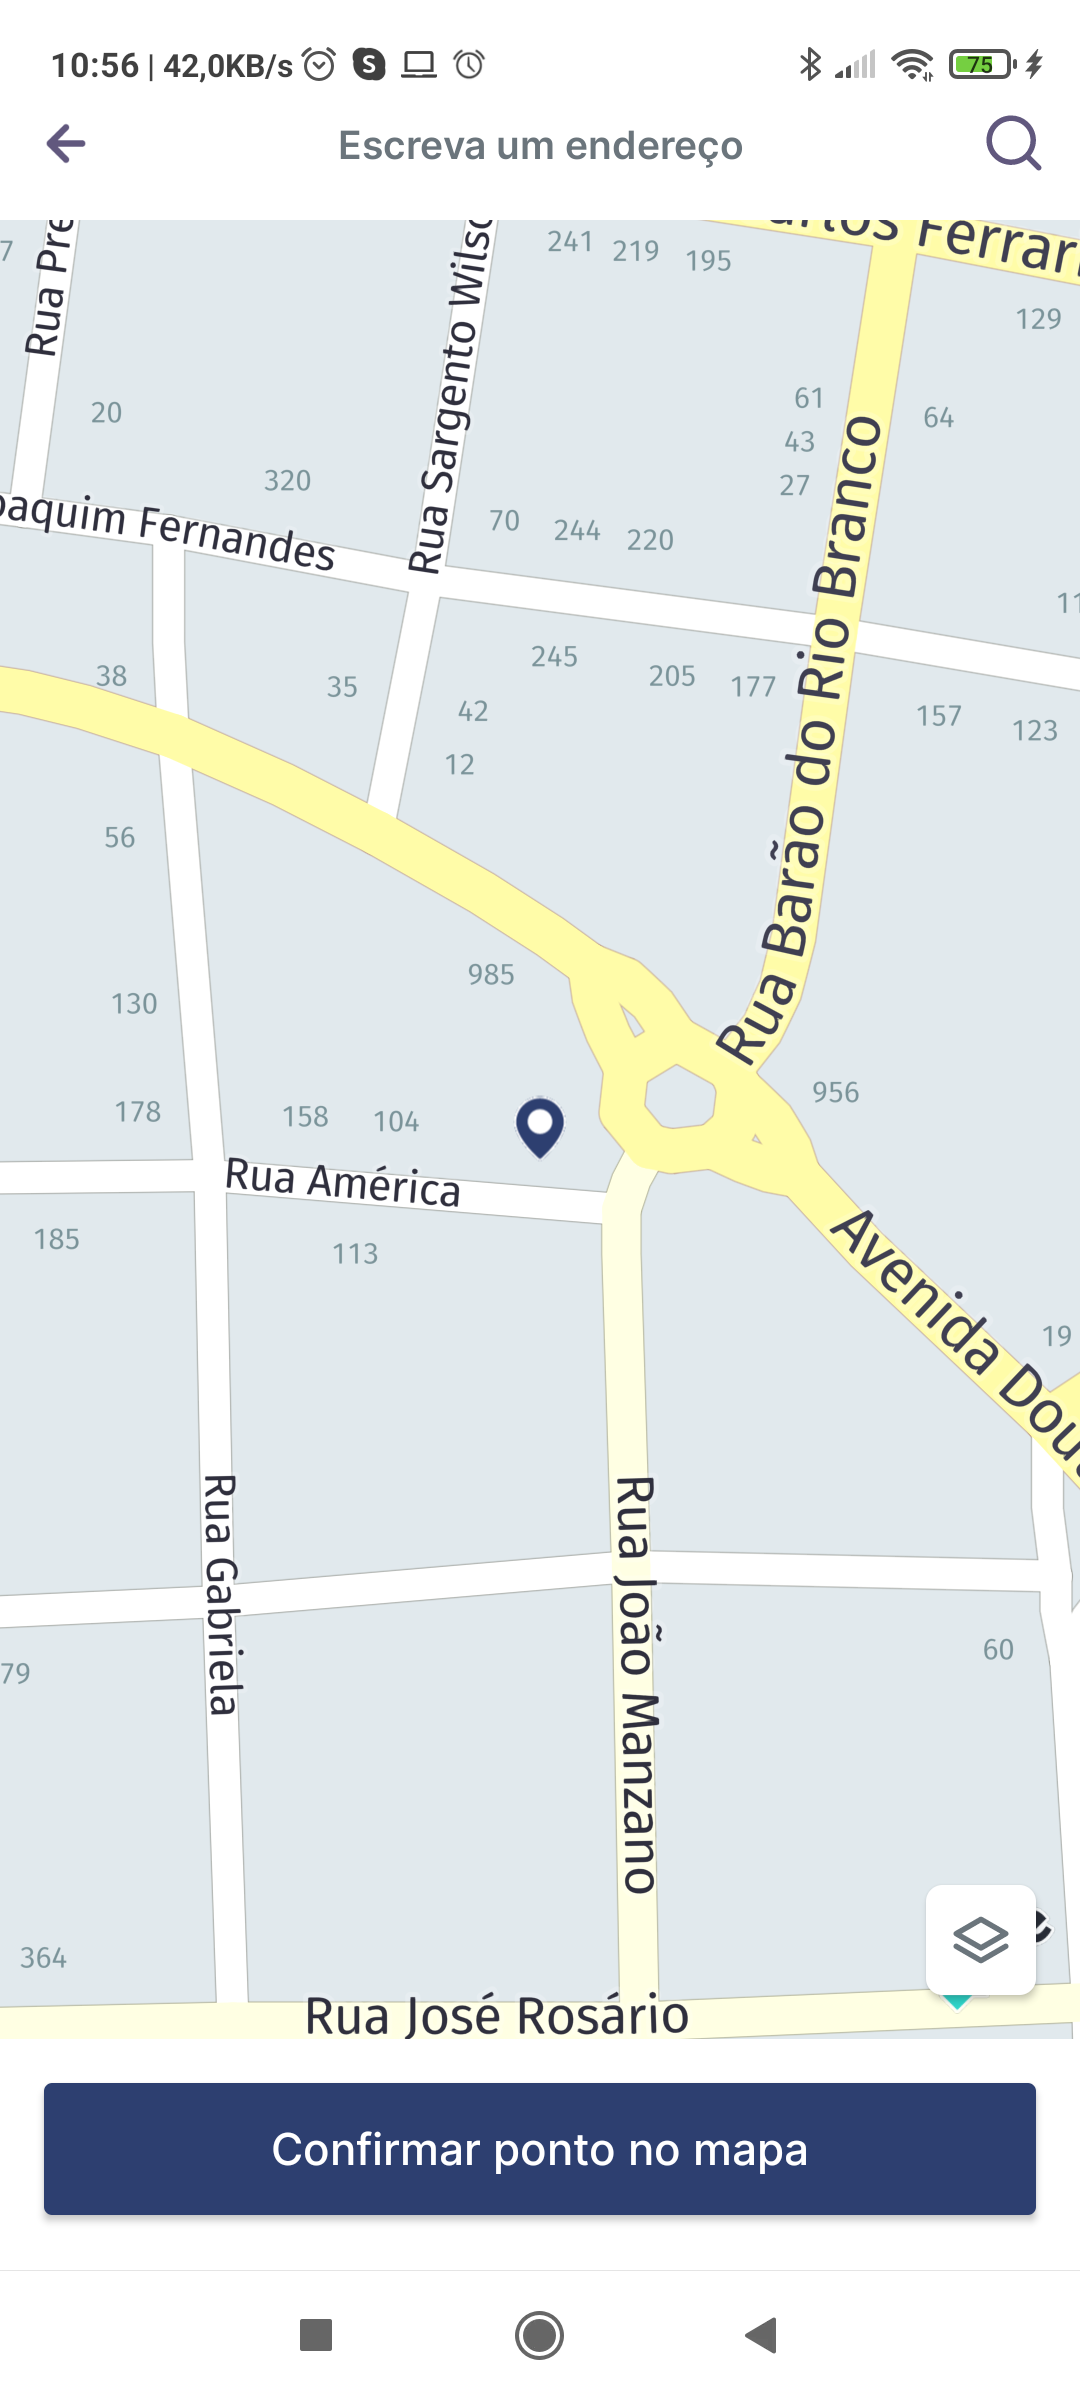 10:56 | 42,0KB/s
75
Escreva um endereço
241 219 195
Ferrari
129
Rua Sargento
61
64
43
20
27
320
70 244 220
Fernandes
245
38
35
205 177
42
157 123
12
Rua Barão do Rio Branco
56
985
130
956
178 158 104
Rua América
185
113
Avenida
19
Rua Gabriela
Rua João Manzano
60
79
364
Rua José Rosário
Confirmar ponto no mapa